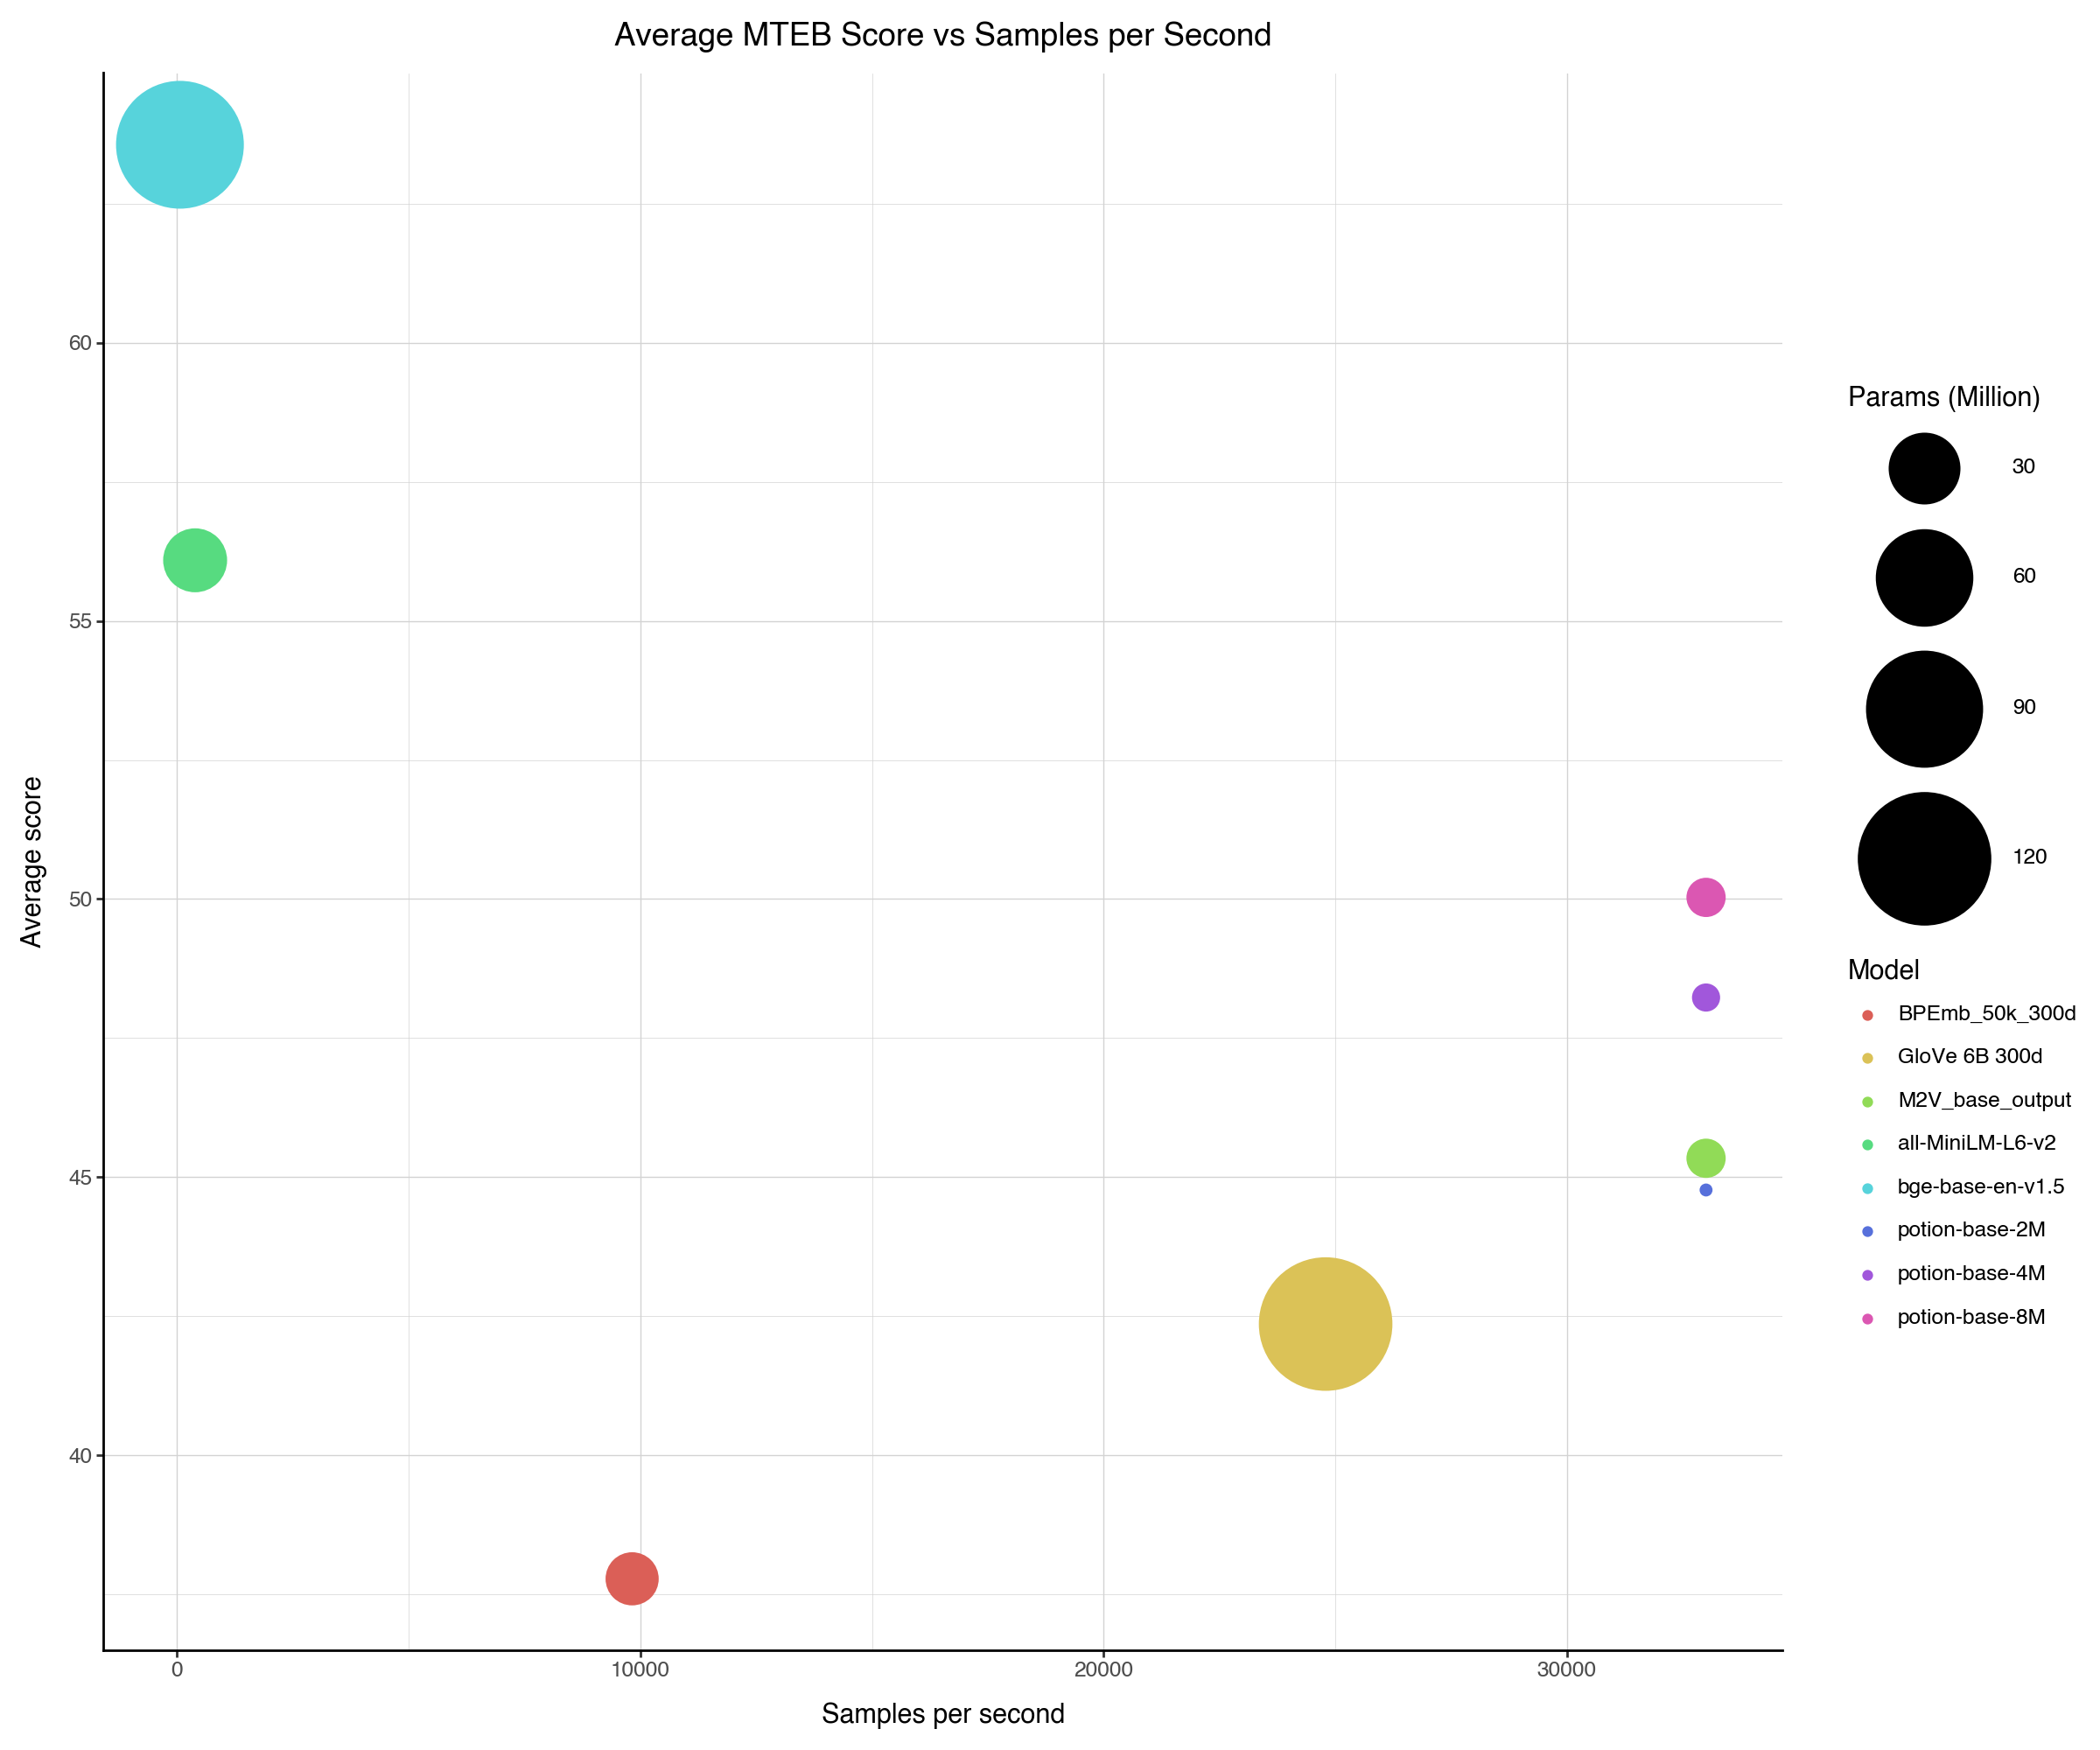 Average MTEB Score vs Samples per Second
Average score
60
55
50
45
40
0
10000
20000
30000
Samples per second
Params (Million)
30
60
90
120
Model
BPEmb_50k_300d
GloVe 6B 300d
M2V_base_output
all-MiniLM-L6-v2
bge-base-en-v1.5
potion-base-2M
potion-base-4M
potion-base-8M